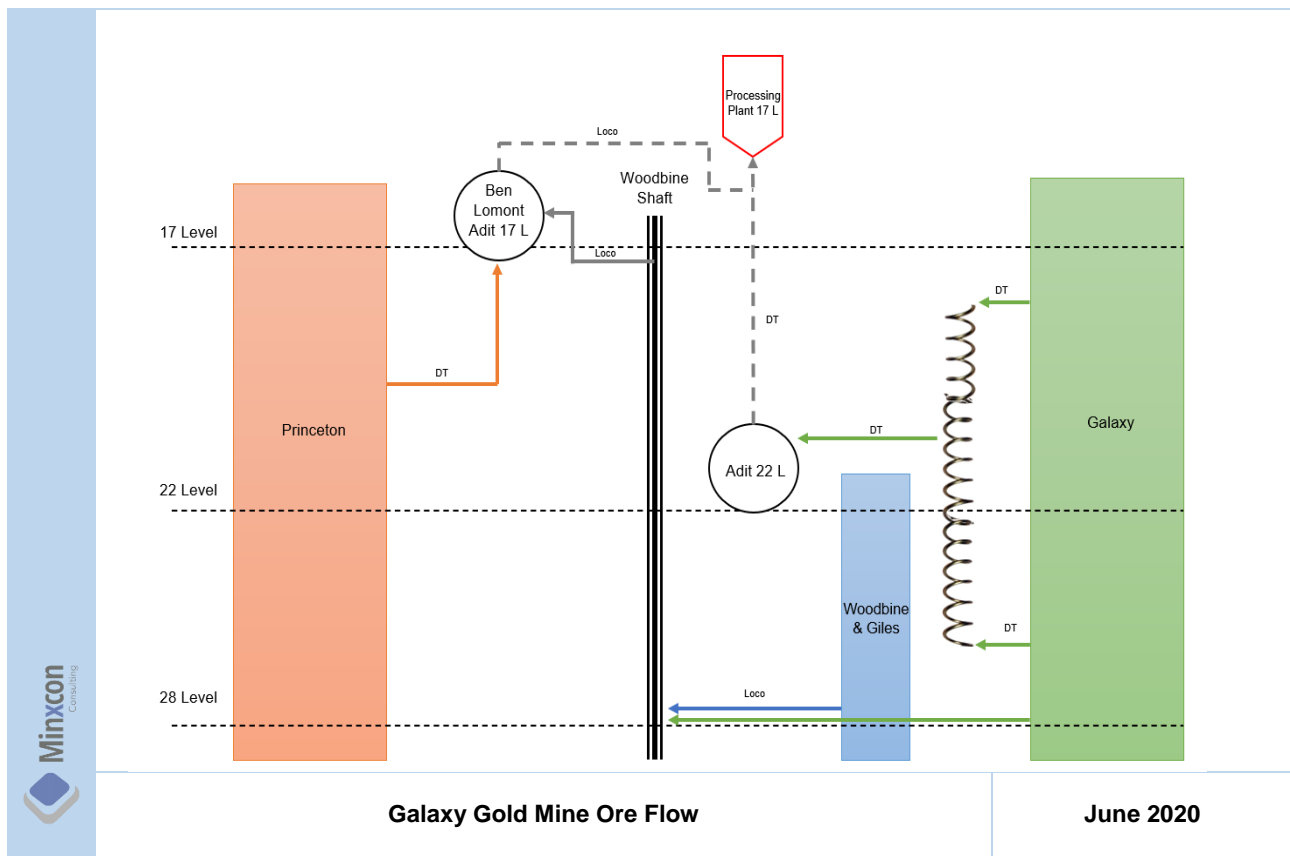 Processing
Plant 17 L
Loco
Ben
Lomont
Adit 17 L
Woodbine
Shaft
17 Level
Loco
DT
DT
DT
DT
Princeton
Galaxy
Adit 22 L
22 Level
Woodbine
& Giles
DT
28 Level
Loco
Minxcon
Consulting
Galaxy Gold Mine Ore Flow
June 2020